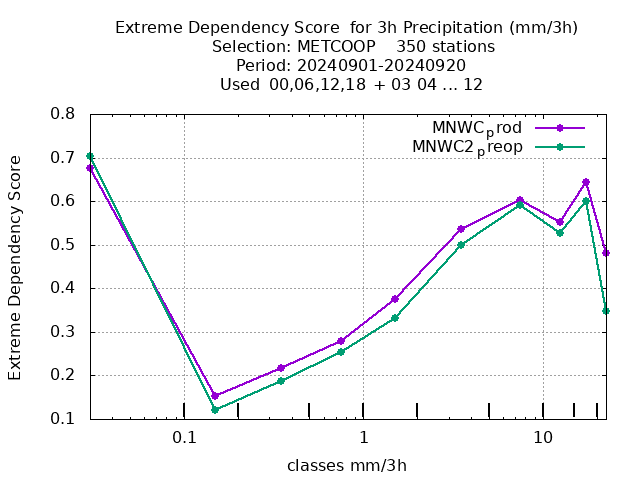 Extreme Dependency Score  for 3h Precipitation (mm/3h)
Selection: METCOOP    350 stations
Period: 20240901-20240920
Used  00,06,12,18  + 03 04 ... 12
MNWCprod
MNWC2preop
0.8
0.7
0.6
0.5
0.4
0.3
0.2
0.1
Extreme Dependency Score
0.1 1 10
classes mm/3h